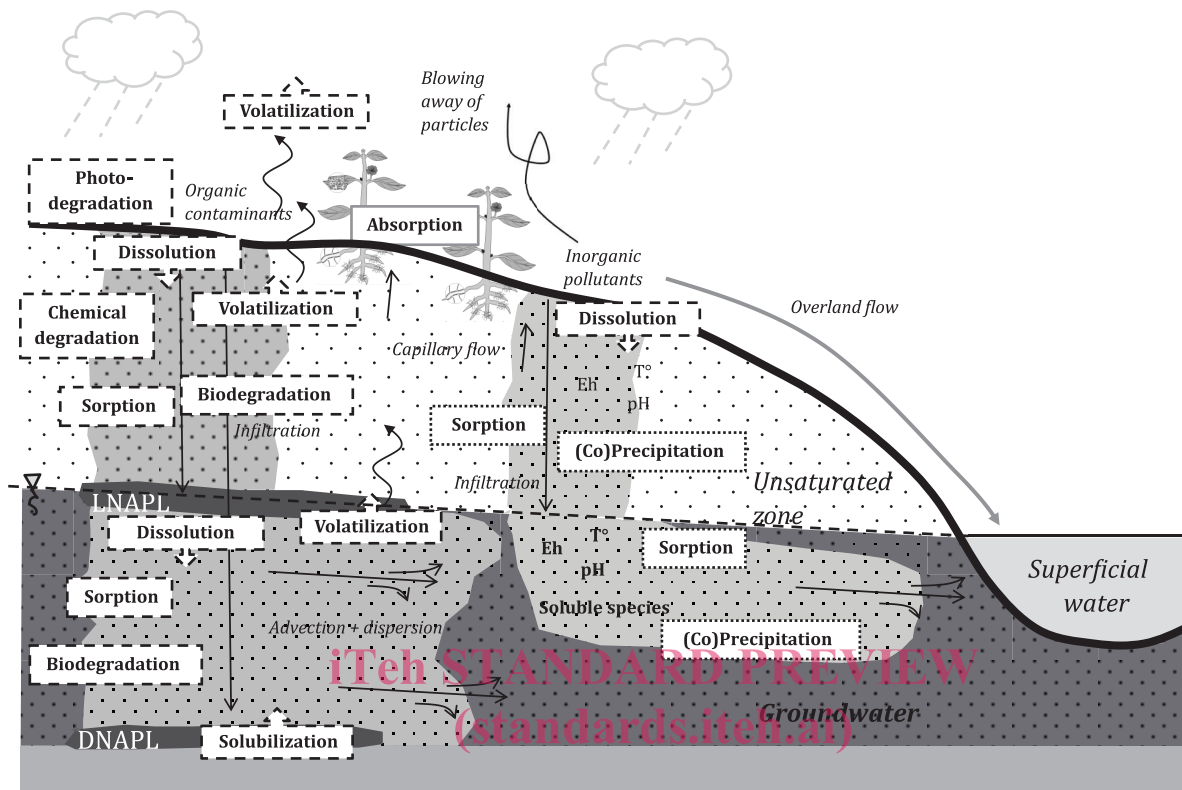 Blowing
away of
particles
Volatilization
Photo-
degradation
Organic
contaminants
Absorption
Dissolution
Inorganic
pollutants
Chemical
degradation
Volatilization
Dissolution
Overland flow
Capillary flow
Eh
T°
pH
Sorption
Biodegradation
Infiltration
Sorption
(Co)Precipitation
Infiltration
Unsaturated
zone
LNAPL
Dissolution
Volatilization
Eh
T°
pH
Sorption
Superficial
water
Sorption
Soluble species
Advection + dispersion
(Co)Precipitation
Biodegradation
iTeh STANDARD PREVIEW
Groundwater
(standards.iteh.ai)
DNAPL
Solubilization